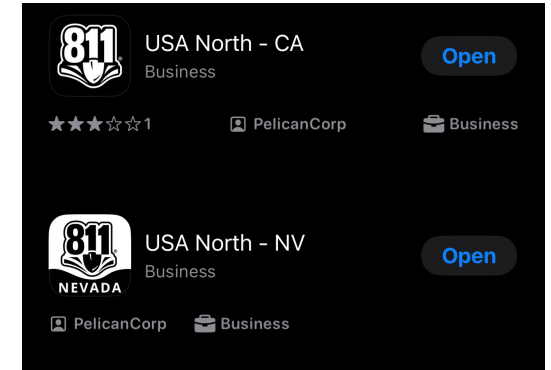 811
USA North - CA
Business
Open
1
PelicanCorp
Business
811
NEVADA
USA North - NV
Business
Open
PelicanCorp
Business